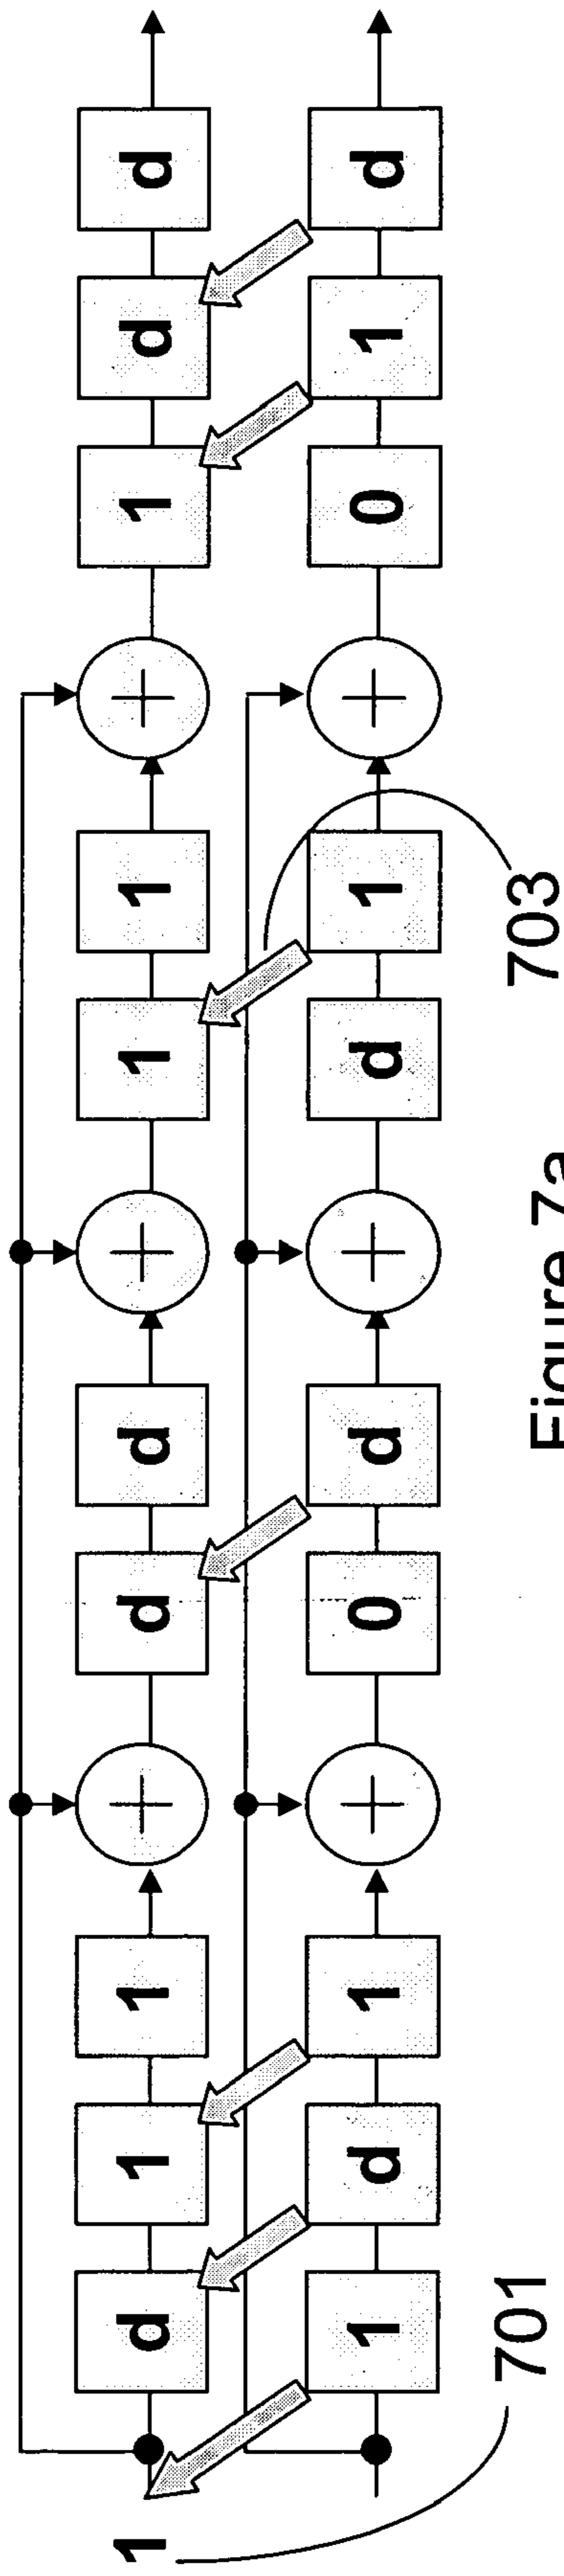 1 d 1 1 + d d + 1 1 + 1 d d
1 d 1 + 0 d + d 1 + 0 1 d
701 703
Figure 7a